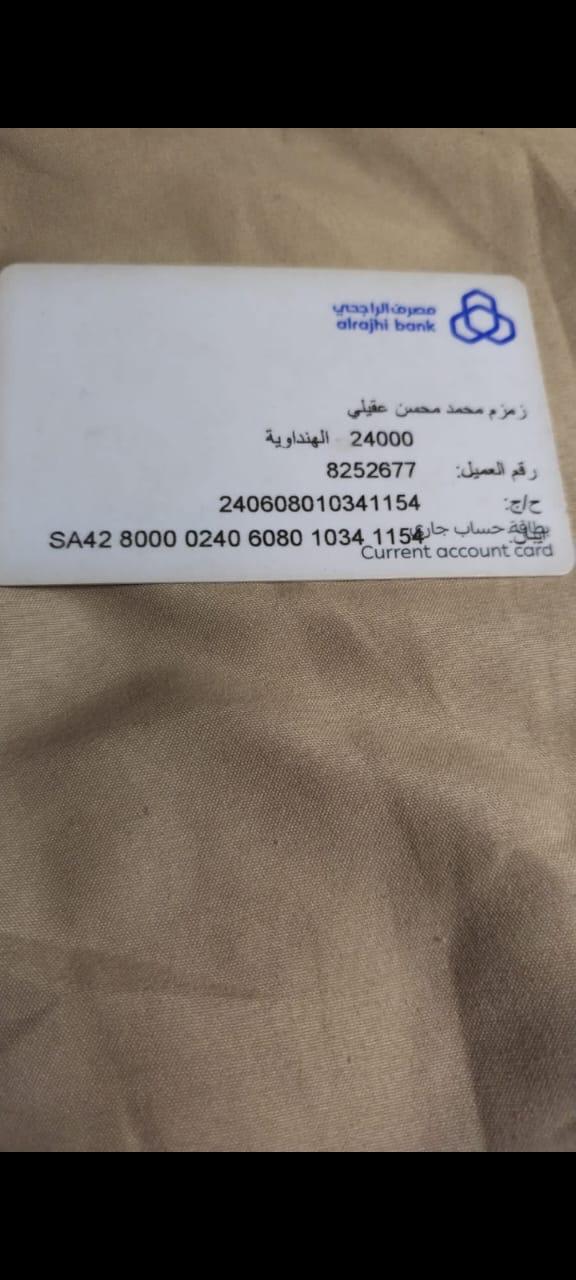 مصرف الراجحي
alrajhi bank
زمزم محمد محسن عقيلي
24000 الهنداوية
رقم العميل: 8252677
ح/ج: 240608010341154
آيبان: SA42 8000 0240 6080 1034 1154
بطاقة حساب جاري
Current account card